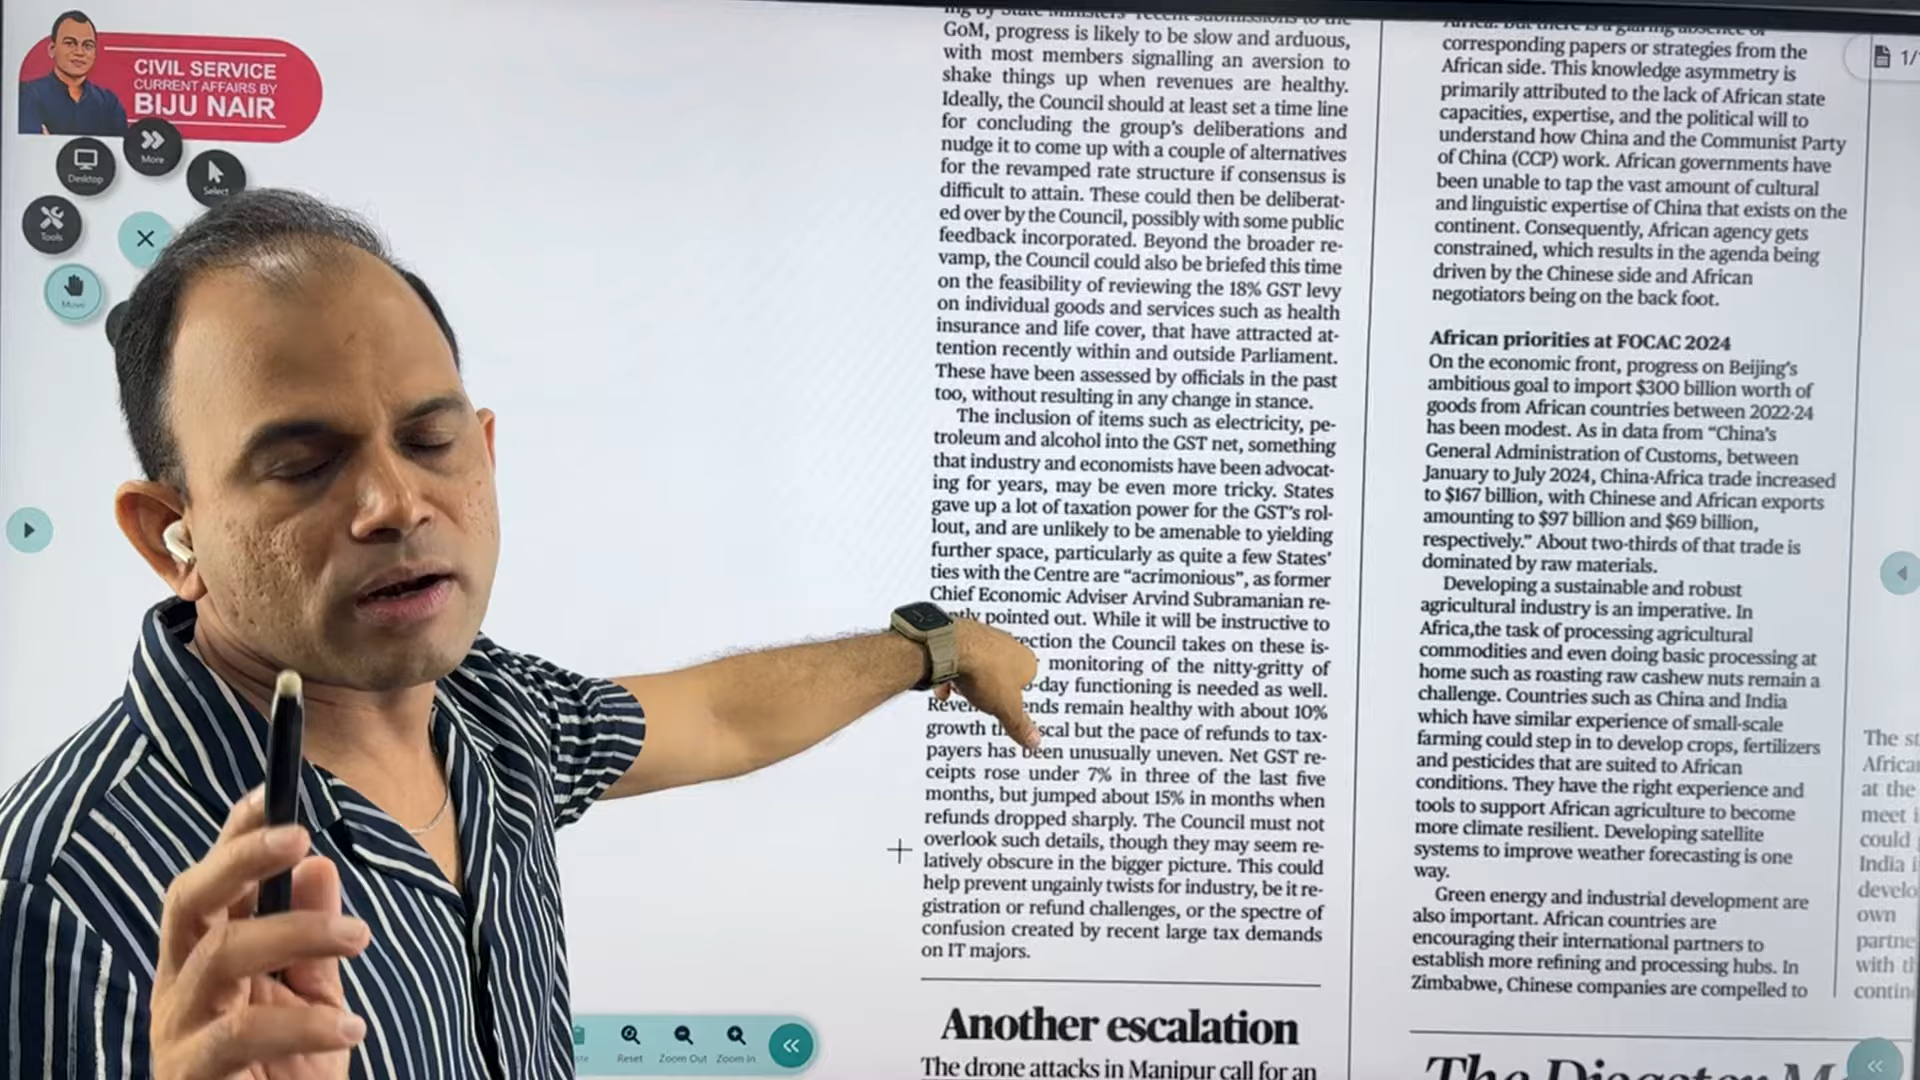 CIVIL SERVICE
CURRENT AFFAIRS BY
BIJU NAIR
More
Desktop
Select
Tools
Move
ing by State Ministers' recent submissions to the
GoM, progress is likely to be slow and arduous,
with most members signalling an aversion to
shake things up when revenues are healthy.
Ideally, the Council should at least set a time line
for concluding the group's deliberations and
nudge it to come up with a couple of alternatives
for the revamped rate structure if consensus is
difficult to attain. These could then be deliberat-
ed over by the Council, possibly with some public
feedback incorporated. Beyond the broader re-
vamp, the Council could also be briefed this time
on the feasibility of reviewing the 18% GST levy
on individual goods and services such as health
insurance and life cover, that have attracted at-
tention recently within and outside Parliament.
These have been assessed by officials in the past
too, without resulting in any change in stance.
The inclusion of items such as electricity, pe-
troleum and alcohol into the GST net, something
that industry and economists have been advocat-
ing for years, may be even more tricky. States
gave up a lot of taxation power for the GST's rol-
lout, and are unlikely to be amenable to yielding
further space, particularly as quite a few States'
ties with the Centre are “acrimonious”, as former
Chief Economic Adviser Arvind Subramanian re-
pointed out. While it will be instructive to
the Council takes on these is-
monitoring of the nitty-gritty of
-day functioning is needed as well.
remain healthy with about 10%
growth but the pace of refunds to tax-
payers has been unusually uneven. Net GST re-
ceipts rose under 7% in three of the last five
months, but jumped about 15% in months when
refunds dropped sharply. The Council must not
overlook such details, though they may seem re-
latively obscure in the bigger picture. This could
help prevent ungainly twists for industry, be it re-
gistration or refund challenges, or the spectre of
confusion created by recent large tax demands
on IT majors.
Another escalation
The drone attacks in Manipur call for an
Africa. But there is a glaring absence of
corresponding papers or strategies from the
African side. This knowledge asymmetry is
primarily attributed to the lack of African state
capacities, expertise, and the political will to
understand how China and the Communist Party
of China (CCP) work. African governments have
been unable to tap the vast amount of cultural
and linguistic expertise of China that exists on the
continent. Consequently, African agency gets
constrained, which results in the agenda being
driven by the Chinese side and African
negotiators being on the back foot.
African priorities at FOCAC 2024
On the economic front, progress on Beijing's
ambitious goal to import $300 billion worth of
goods from African countries between 2022-24
has been modest. As in data from “China's
General Administration of Customs, between
January to July 2024, China-Africa trade increased
to $167 billion, with Chinese and African exports
amounting to $97 billion and $69 billion,
respectively.” About two-thirds of that trade is
dominated by raw materials.
Developing a sustainable and robust
agricultural industry is an imperative. In
Africa,the task of processing agricultural
commodities and even doing basic processing at
home such as roasting raw cashew nuts remain a
challenge. Countries such as China and India
which have similar experience of small-scale
farming could step in to develop crops, fertilizers
and pesticides that are suited to African
conditions. They have the right experience and
tools to support African agriculture to become
more climate resilient. Developing satellite
systems to improve weather forecasting is one
way.
Green energy and industrial development are
also important. African countries are
encouraging their international partners to
establish more refining and processing hubs. In
Zimbabwe, Chinese companies are compelled to
The
1/
The st
Africa
at the
meet i
could
India i
develo
own
partne
with th
contin
Reset
Zoom Out
Zoom In